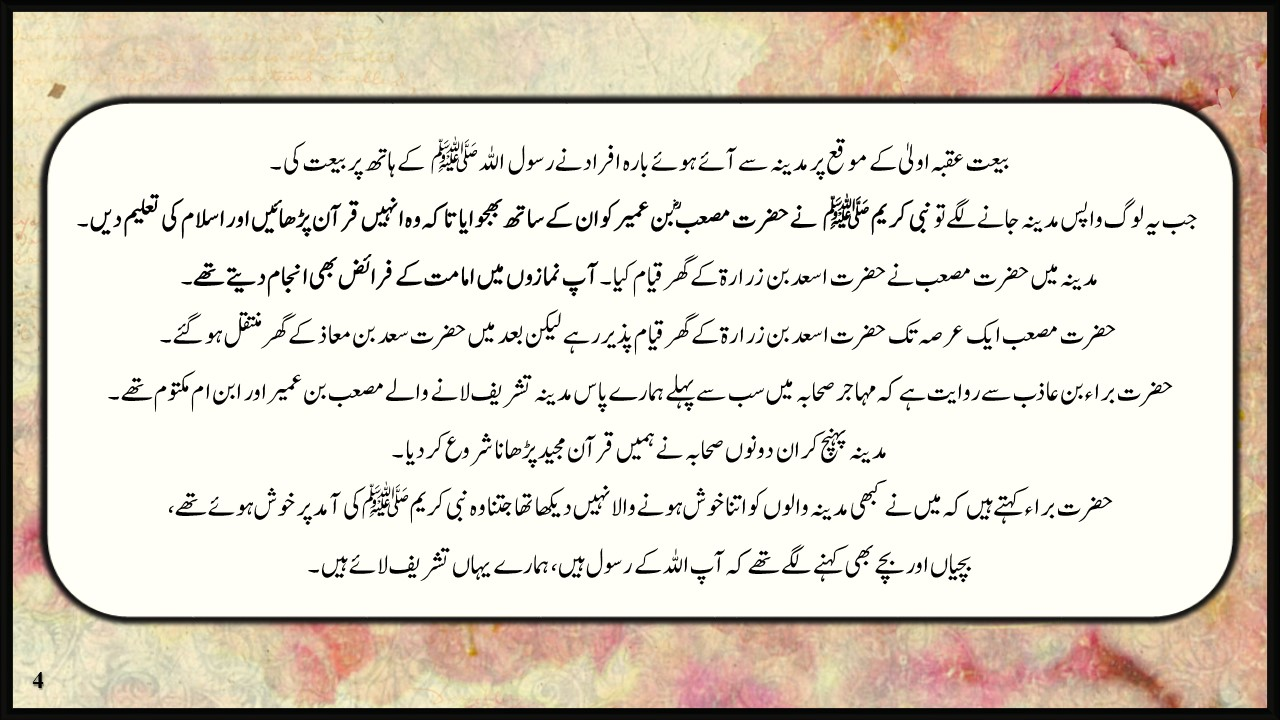 بیعت عقبہ اولیٰ کے موقع پر مدینہ سے آئے ہوئے بارہ افراد نے رسول اللہ ﷺ کے ہاتھ پر بیعت کی۔
جب یہ لوگ واپس مدینہ جانے لگے تو نبی کریم ﷺ نے حضرت مصعبؓ بن عمیر کو ان کے ساتھ بھجوایا تاکہ وہ انہیں قرآن پڑھائیں اور اسلام کی تعلیم دیں۔
مدینہ میں حضرت مصعب نے حضرت اسعد بن زرارۃ کے گھر قیام کیا۔ آپ نمازوں میں امامت کے فرائض بھی انجام دیتے تھے۔
حضرت مصعب ایک عرصہ تک حضرت اسعد بن زرارۃ کے گھر قیام پذیر رہے لیکن بعد میں حضرت سعد بن معاذ کے گھر منتقل ہو گئے۔
حضرت براء بن عاذب سے روایت ہے کہ مہاجر صحابہ میں سب سے پہلے ہمارے پاس مدینہ تشریف لانے والے مصعب بن عمیر اور ابن ام مکتوم تھے۔
مدینہ پہنچ کر ان دونوں صحابہ نے ہمیں قرآن مجید پڑھانا شروع کر دیا۔
حضرت براء کہتے ہیں کہ میں نے کبھی مدینہ والوں کو اتنا خوش ہونے والا نہیں دیکھا تھا جتنا وہ نبی کریم ﷺ کی آمد پر خوش ہوئے تھے،
بچیاں اور بچے بھی کہنے لگے تھے کہ آپ اللہ کے رسول ہیں، ہمارے یہاں تشریف لائے ہیں۔
4